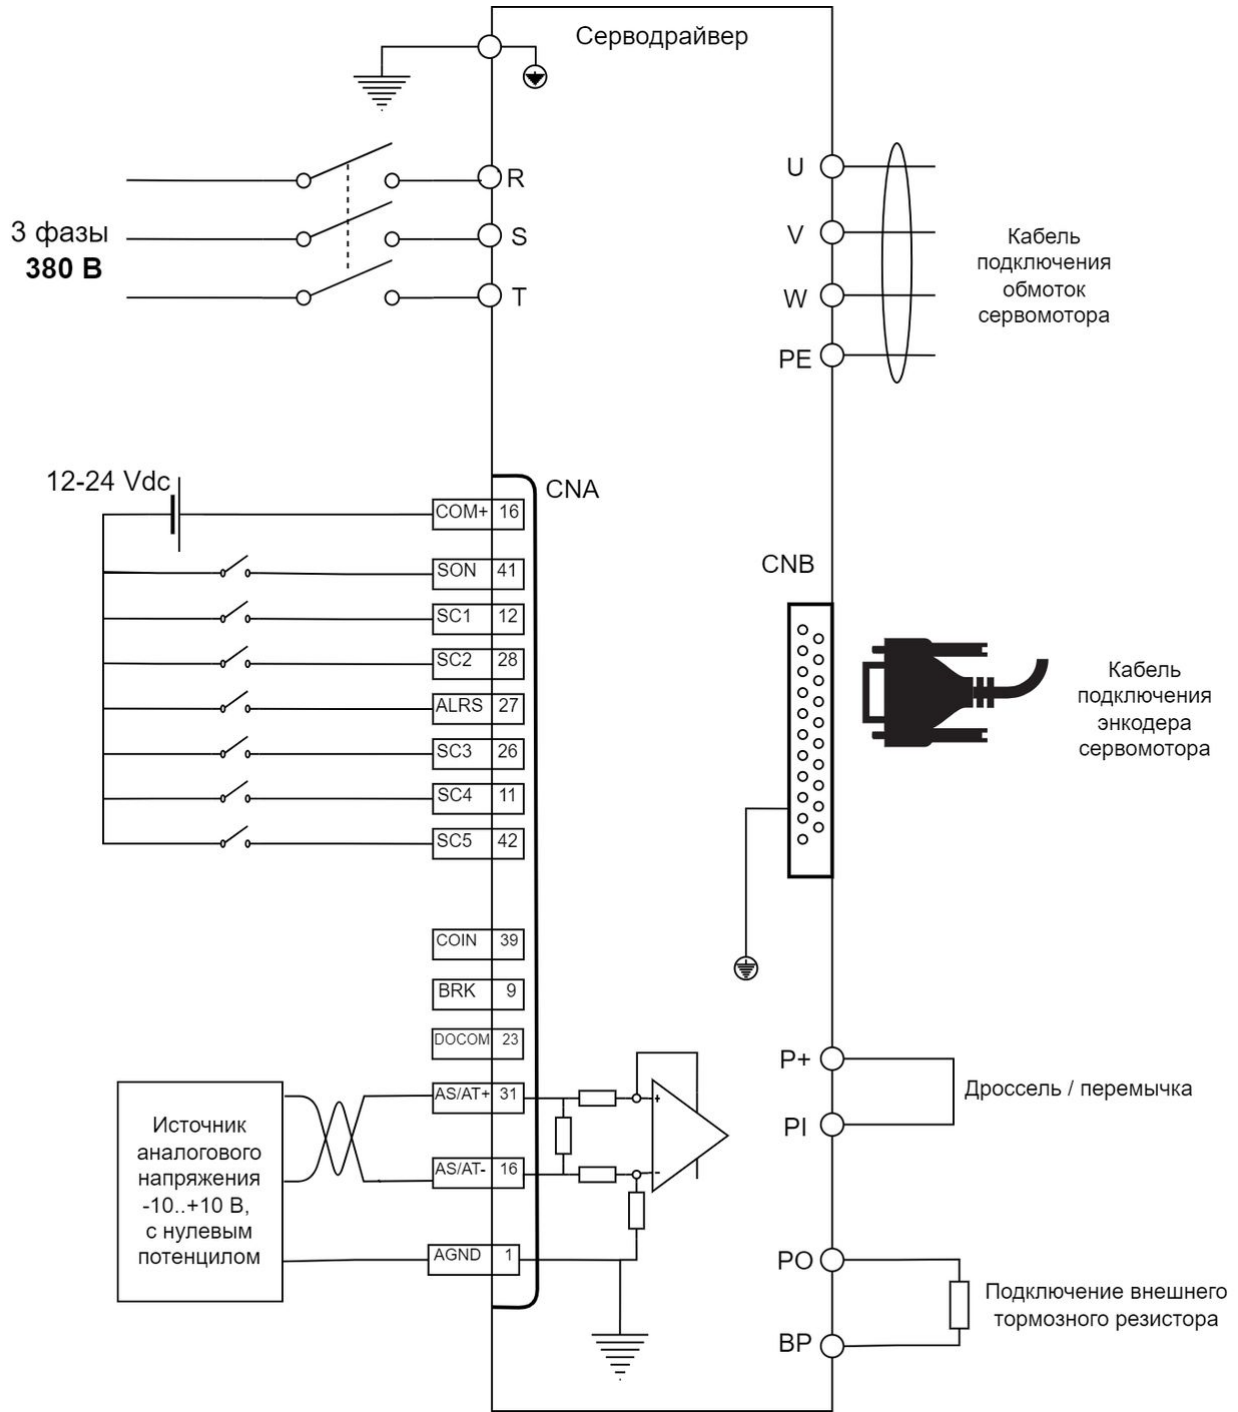 Серводрайвер
R
S
T
3 фазы
380 В
U
V
W
PE
Кабель
подключения
обмоток
сервомотора
12-24 Vdc
CNA
COM+ 16
SON 41
SC1 12
SC2 28
ALRS 27
SC3 26
SC4 11
SC5 42
COIN 39
BRK 9
DOCOM 23
AS/AT+ 31
AS/AT- 16
AGND 1
+
-
Источник
аналогового
напряжения
-10..+10 В,
с нулевым
потенцилом
CNB
Кабель
подключения
энкодера
сервомотора
P+
PI
Дроссель / перемычка
PO
BP
Подключение внешнего
тормозного резистора